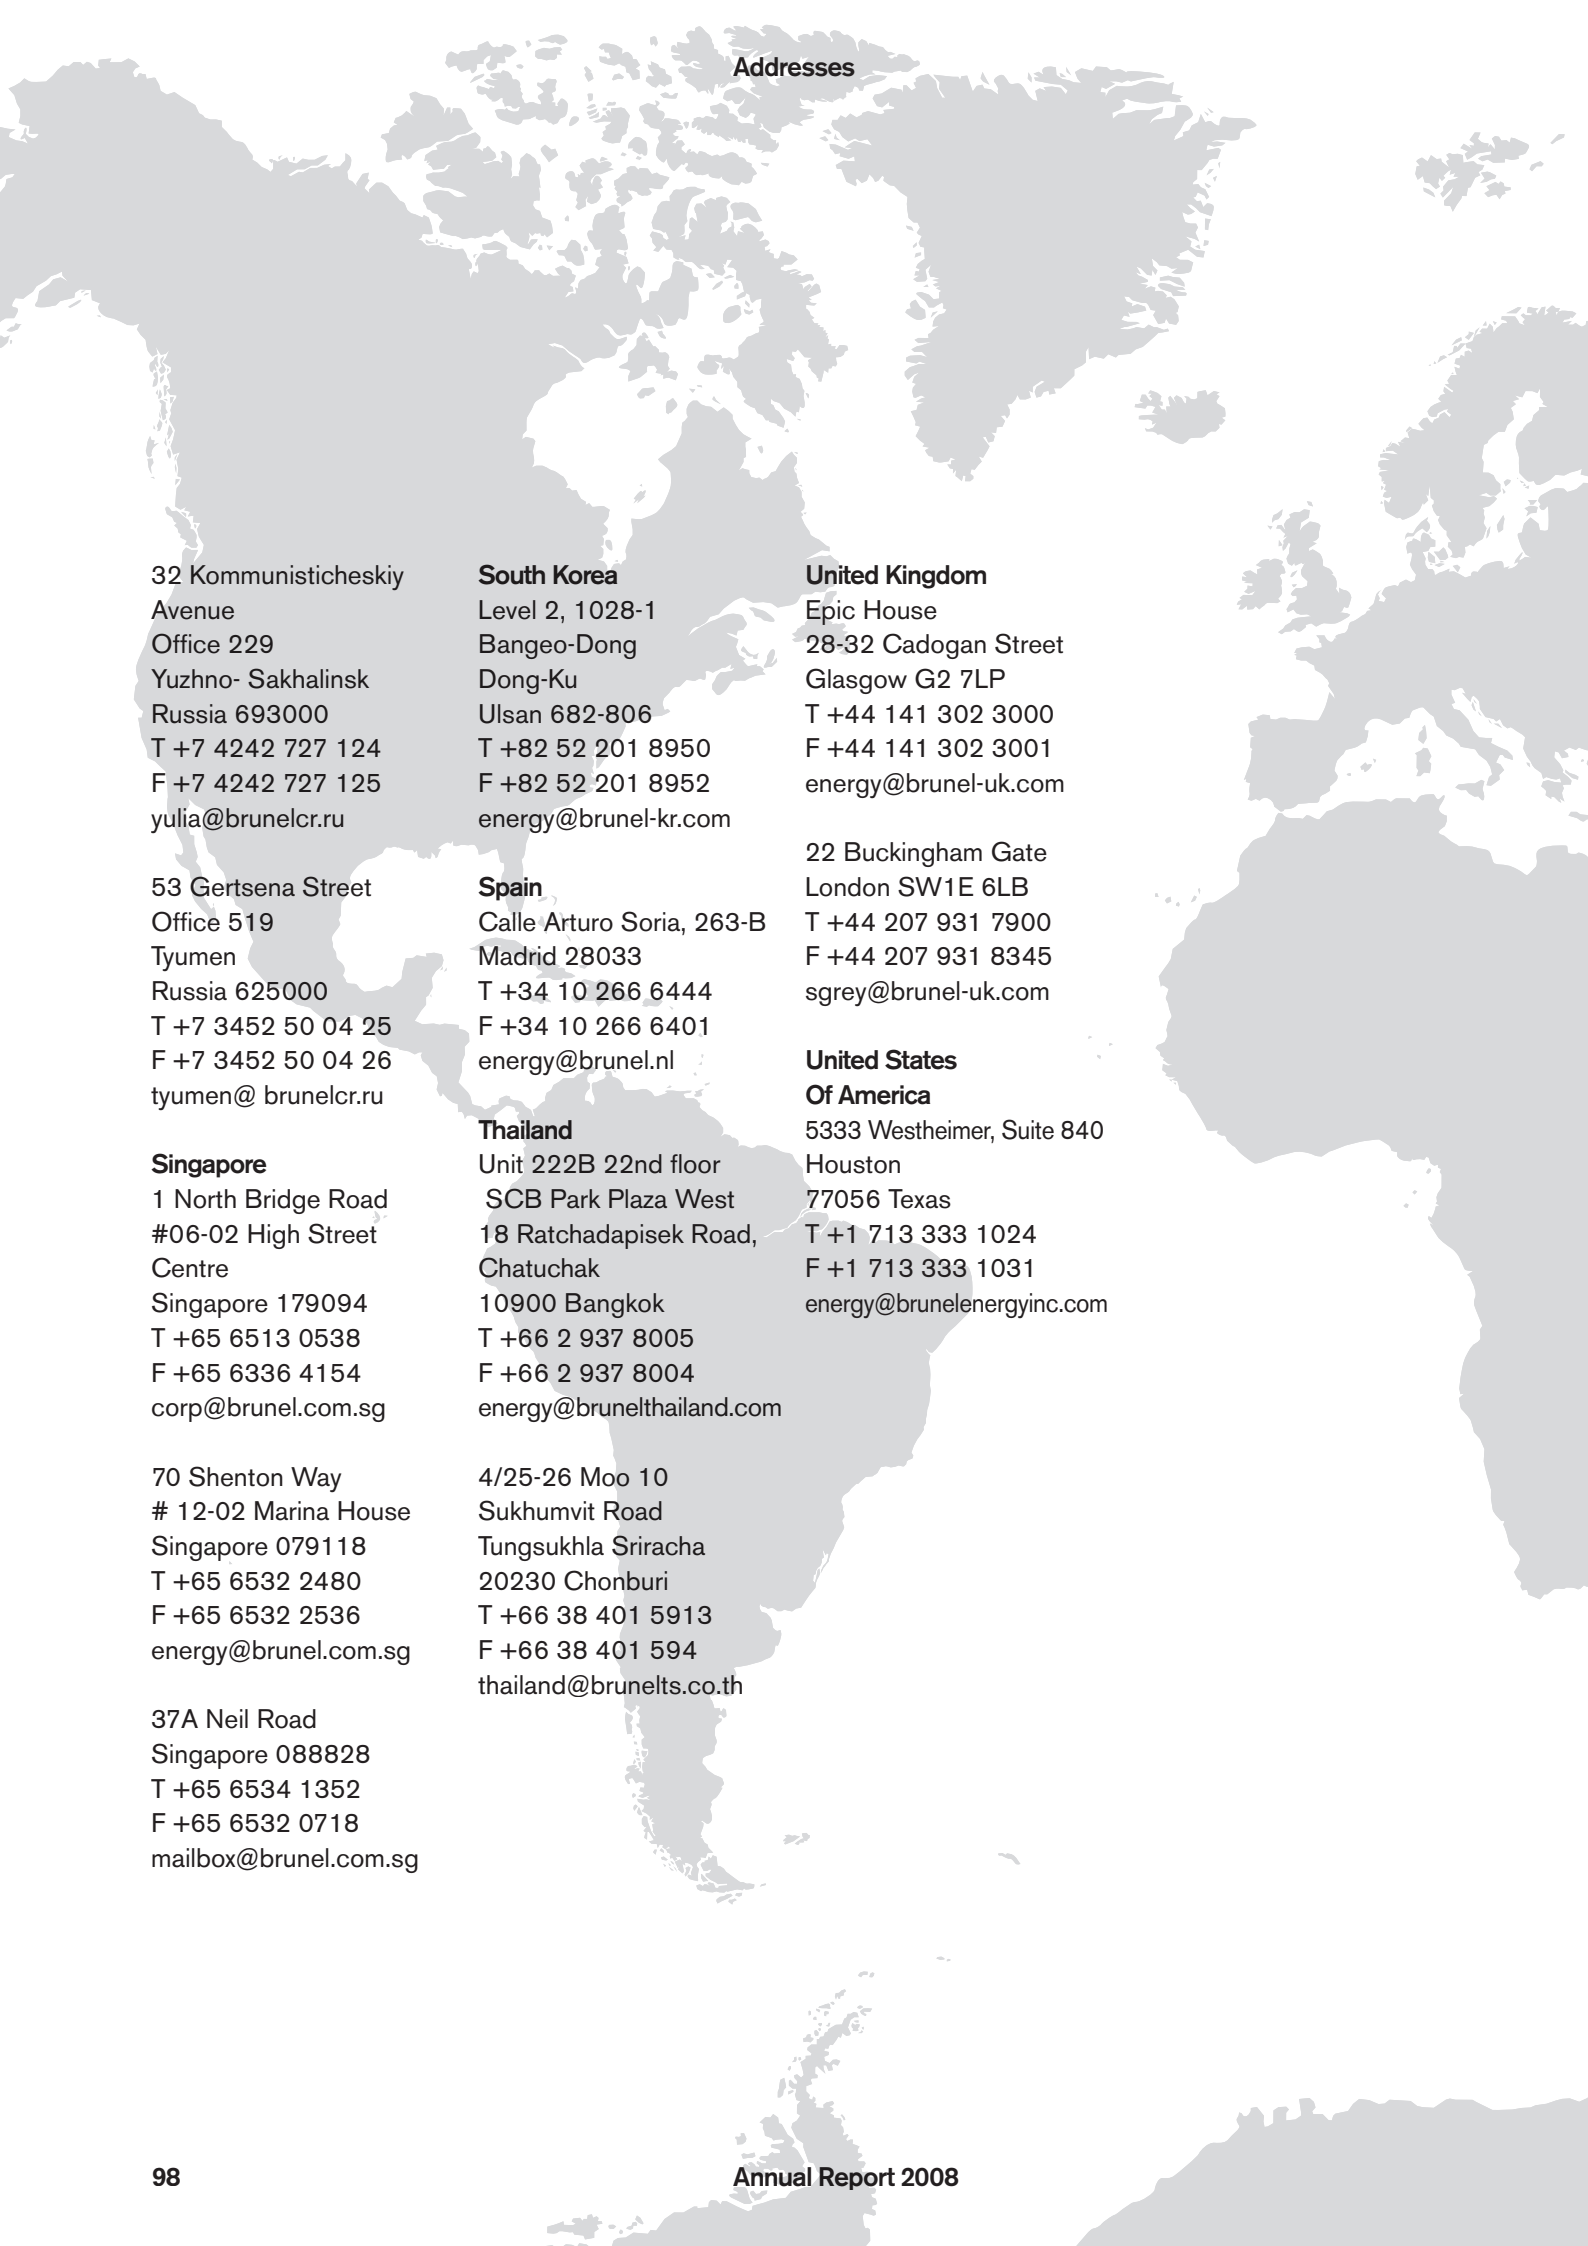 Addresses
32 Kommunisticheskiy
Avenue
Office 229
Yuzhno- Sakhalinsk
Russia 693000
T +7 4242 727 124
F +7 4242 727 125
yulia@brunelcr.ru
53 Gertsena Street
Office 519
Tyumen
Russia 625000
T +7 3452 50 04 25
F +7 3452 50 04 26
tyumen@ brunelcr.ru
Singapore
1 North Bridge Road
#06-02 High Street
Centre
Singapore 179094
T +65 6513 0538
F +65 6336 4154
corp@brunel.com.sg
70 Shenton Way
# 12-02 Marina House
Singapore 079118
T +65 6532 2480
F +65 6532 2536
energy@brunel.com.sg
37A Neil Road
Singapore 088828
T +65 6534 1352
F +65 6532 0718
mailbox@brunel.com.sg
South Korea
Level 2, 1028-1
Bangeo-Dong
Dong-Ku
Ulsan 682-806
T +82 52 201 8950
F +82 52 201 8952
energy@brunel-kr.com
Spain
Calle Arturo Soria, 263-B
Madrid 28033
T +34 10 266 6444
F +34 10 266 6401
energy@brunel.nl
Thailand
Unit 222B 22nd floor
SCB Park Plaza West
18 Ratchadapisek Road,
Chatuchak
10900 Bangkok
T +66 2 937 8005
F +66 2 937 8004
energy@brunelthailand.com
4/25-26 Moo 10
Sukhumvit Road
Tungsukhla Sriracha
20230 Chonburi
T +66 38 401 5913
F +66 38 401 594
thailand@brunelts.co.th
United Kingdom
Epic House
28-32 Cadogan Street
Glasgow G2 7LP
T +44 141 302 3000
F +44 141 302 3001
energy@brunel-uk.com
22 Buckingham Gate
London SW1E 6LB
T +44 207 931 7900
F +44 207 931 8345
sgrey@brunel-uk.com
United States
Of America
5333 Westheimer, Suite 840
Houston
77056 Texas
T +1 713 333 1024
F +1 713 333 1031
energy@brunelenergyinc.com
98
Annual Report 2008